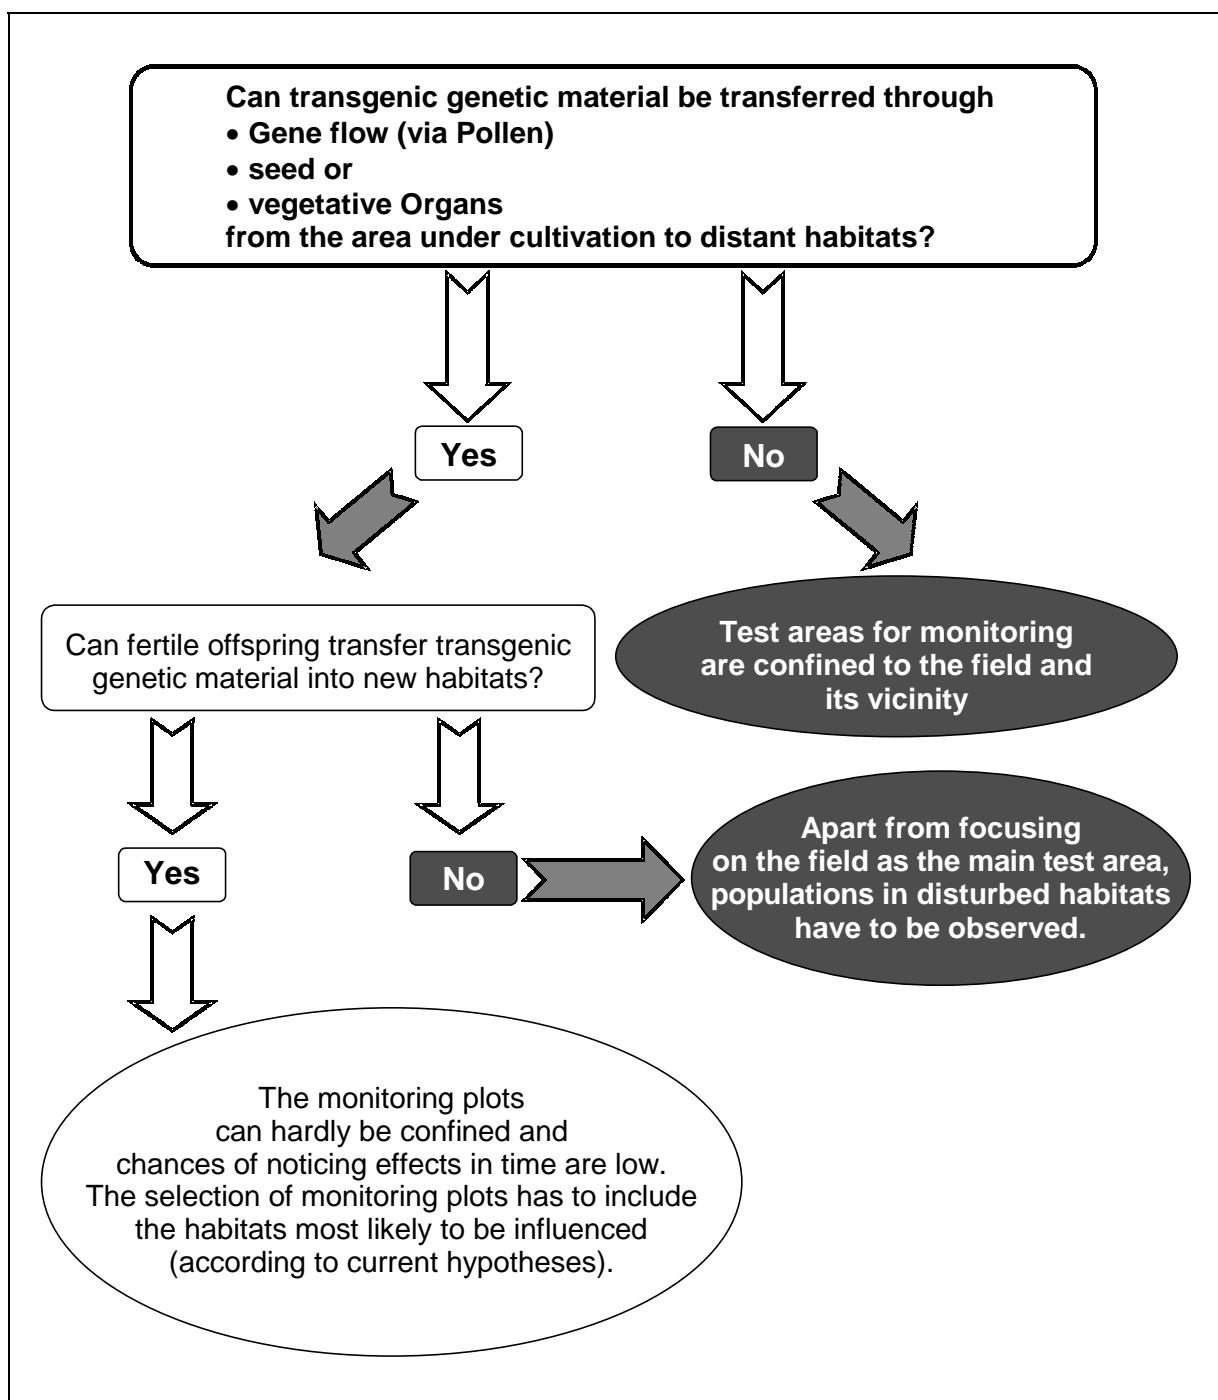 Can transgenic genetic material be transferred through
• Gene flow (via Pollen)
• seed or
• vegetative Organs
from the area under cultivation to distant habitats?
Yes
No
Can fertile offspring transfer transgenic
genetic material into new habitats?
Test areas for monitoring
are confined to the field and
its vicinity
Yes
No
Apart from focusing
on the field as the main test area,
populations in disturbed habitats
have to be observed.
The monitoring plots
can hardly be confined and
chances of noticing effects in time are low.
The selection of monitoring plots has to include
the habitats most likely to be influenced
(according to current hypotheses).